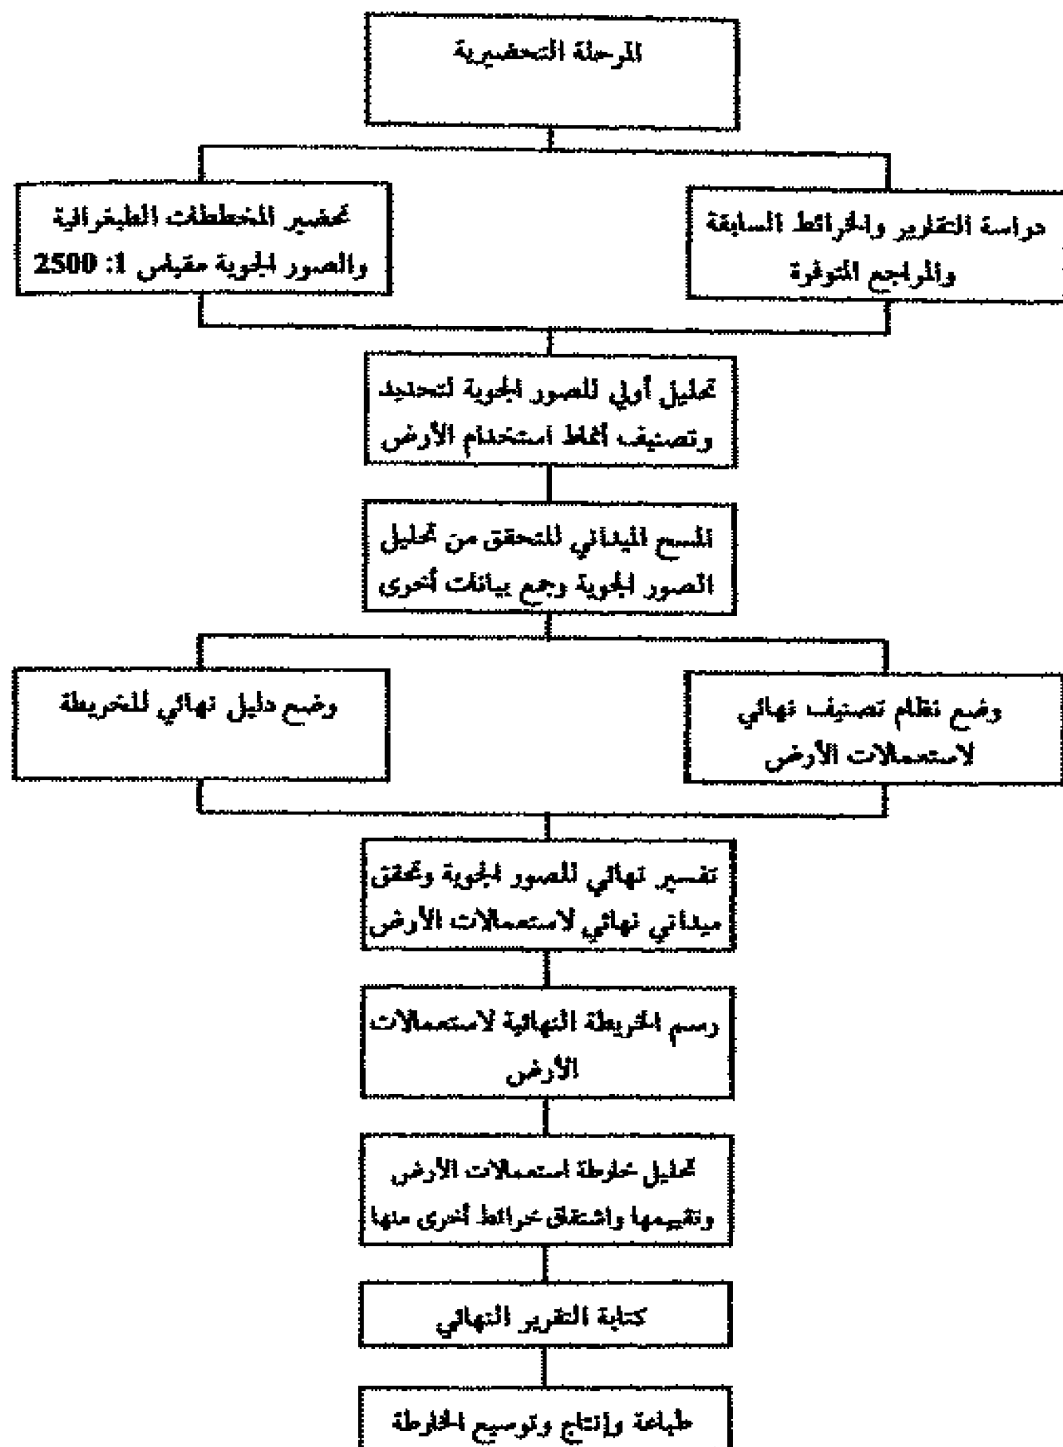 المرحلة التحضيرية
دراسة التقارير والخرائط السابقة
والمراجع المتوفرة
تحضير المخططات الطبغرافية
والصور الجوية مقياس 1: 2500
تحليل أولي للصور الجوية لتحديد
وتصنيف أنماط استخدام الأرض
المسح الميداني للتحقق من تحليل
الصور الجوية وجمع بيانات أخرى
وضع نظام تصنيف نهائي
لاستعمالات الأرض
وضع دليل نهائي للخريطة
تفسير نهائي للصور الجوية وتحقق
ميداني نهائي لاستعمالات الأرض
رسم الخريطة النهائية لاستعمالات
الأرض
تحليل خارطة استعمالات الأرض
وتقييمها واشتقاق خرائط أخرى منها
كتابة التقرير النهائي
طباعة وإنتاج وتوسيع الخارطة